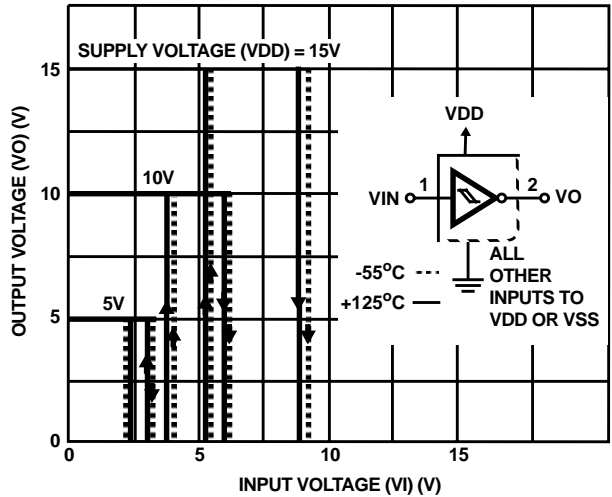 SUPPLY VOLTAGE (VDD) = 15V
15
10V
10
5V
5
0
0
5
10
15
OUTPUT VOLTAGE (VO) (V)
INPUT VOLTAGE (VI) (V)
VDD
VIN
1
2
VO
-55°C
+125°C
ALL
OTHER
INPUTS TO
VDD OR VSS